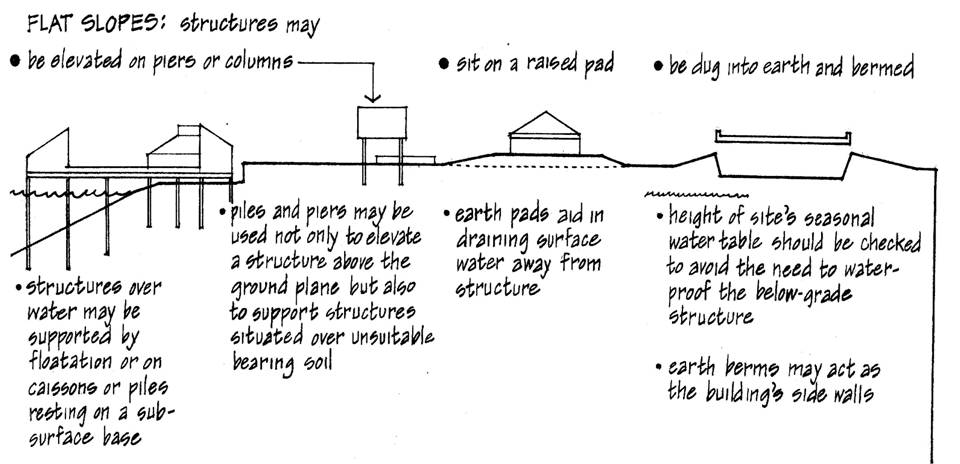 FLAT SLOPES: structures may
• be elevated on piers or columns
• sit on a raised pad
• be dug into earth and bermed
• structures over
water may be
supported by
floatation or on
caissons or piles
resting on a sub-
surface base
• piles and piers may be
used not only to elevate
a structure above the
ground plane but also
to support structures
situated over unsuitable
bearing soil
• earth pads aid in
draining surface
water away from
structure
• height of site's seasonal
water table should be checked
to avoid the need to water-
proof the below-grade
structure
• earth berms may act as
the building's side walls